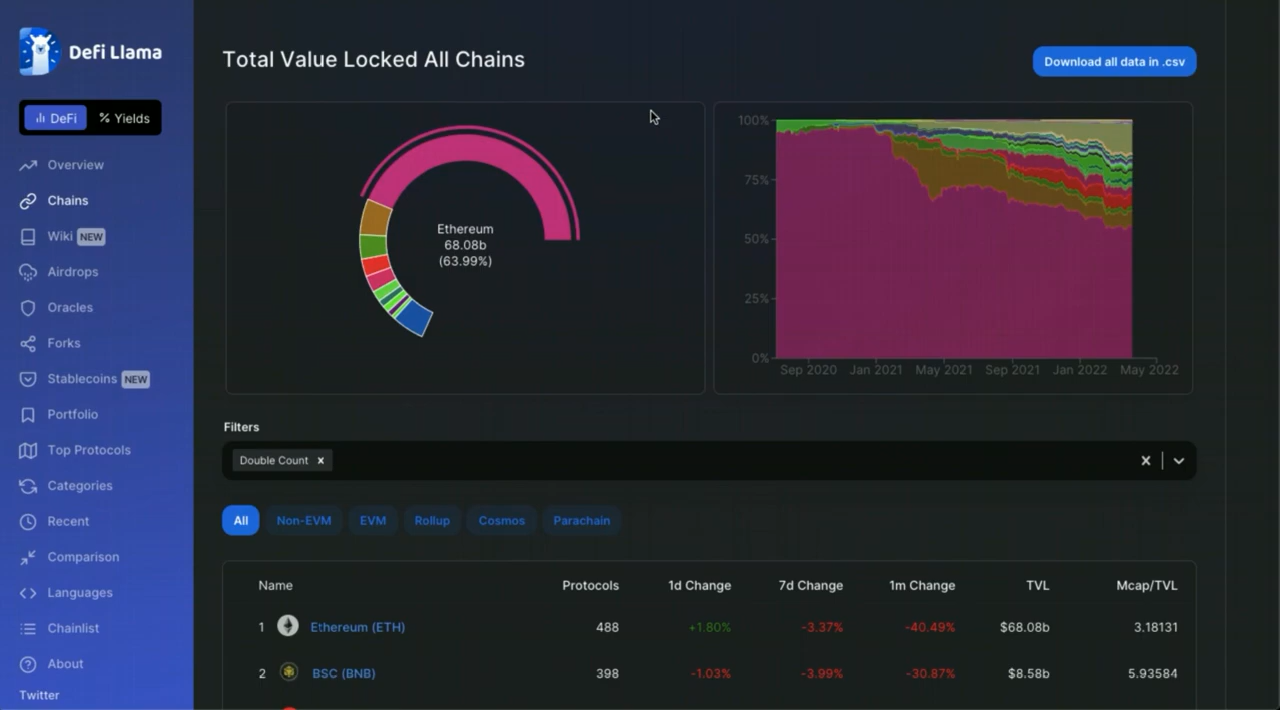 Defi Llama
DeFi
% Yields
Overview
Chains
Wiki NEW
Airdrops
Oracles
Forks
Stablecoins NEW
Portfolio
Top Protocols
Categories
Recent
Comparison
Languages
Chainlist
About
Twitter
Total Value Locked All Chains
Download all data in .csv
Ethereum
68.08b
(63.99%)
100%
75%
50%
25%
0%
Sep 2020 Jan 2021 May 2021 Sep 2021 Jan 2022 May 2022
Filters
Double Count ×
All Non-EVM EVM Rollup Cosmos Parachain
Name Protocols 1d Change 7d Change 1m Change TVL Mcap/TVL
1 Ethereum (ETH) 488 +1.80% -3.37% -40.49% $68.08b 3.18131
2 BSC (BNB) 398 -1.03% -3.99% -30.87% $8.58b 5.93584